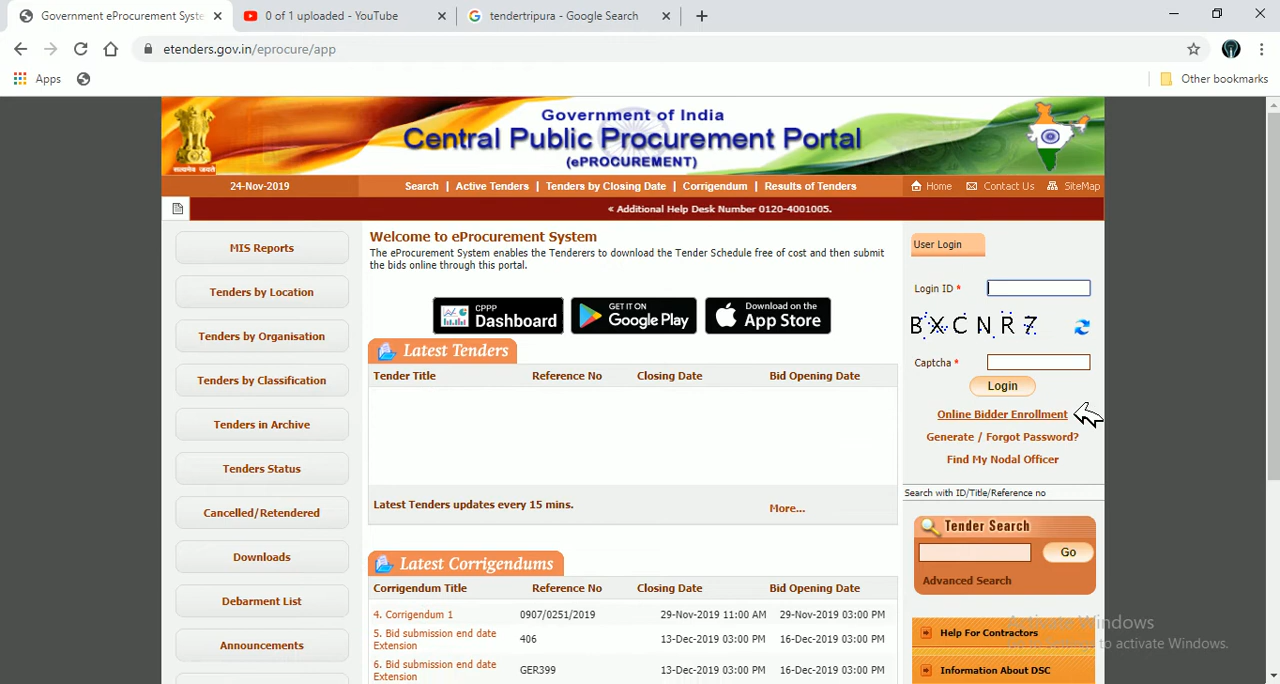 Government eProcurement Syste
0 of 1 uploaded - YouTube
tendertripura - Google Search
etenders.gov.in/eprocure/app
Apps
Other bookmarks
Government of India
Central Public Procurement Portal
(ePROCUREMENT)
सत्यमेव जयते
24-Nov-2019
Search | Active Tenders | Tenders by Closing Date | Corrigendum | Results of Tenders
Home Contact Us SiteMap
« Additional Help Desk Number 0120-4001005.
MIS Reports
Tenders by Location
Tenders by Organisation
Tenders by Classification
Tenders in Archive
Tenders Status
Cancelled/Retendered
Downloads
Debarment List
Announcements
Welcome to eProcurement System
The eProcurement System enables the Tenderers to download the Tender Schedule free of cost and then submit
the bids online through this portal.
CPPP
Dashboard
GET IT ON
Google Play
Download on the
App Store
Latest Tenders
Tender Title Reference No Closing Date Bid Opening Date
Latest Tenders updates every 15 mins.
More...
Latest Corrigendums
Corrigendum Title Reference No Closing Date Bid Opening Date
4. Corrigendum 1 0907/0251/2019 29-Nov-2019 11:00 AM 29-Nov-2019 03:00 PM
5. Bid submission end date
Extension 406 13-Dec-2019 03:00 PM 16-Dec-2019 03:00 PM
6. Bid submission end date
Extension GER399 13-Dec-2019 03:00 PM 16-Dec-2019 03:00 PM
User Login
Login ID *
BXCNR7
Captcha *
Login
Online Bidder Enrollment
Generate / Forgot Password?
Find My Nodal Officer
Search with ID/Title/Reference no
Tender Search
Go
Advanced Search
Help For Contractors
Information About DSC
Activate Windows
to activate Windows.